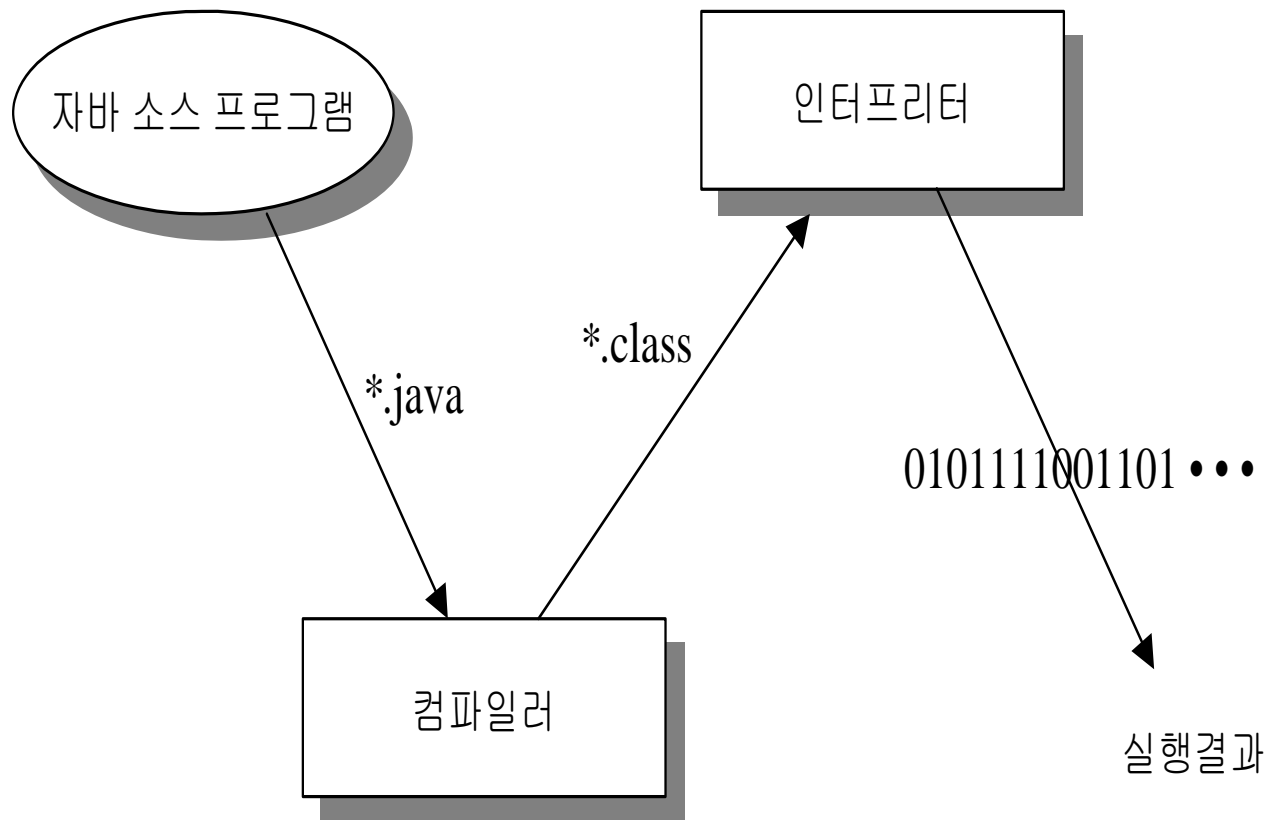 자바 소스 프로그램
인터프리터
*.class
*.java
0101111001101 • • •
컴파일러
실행결과